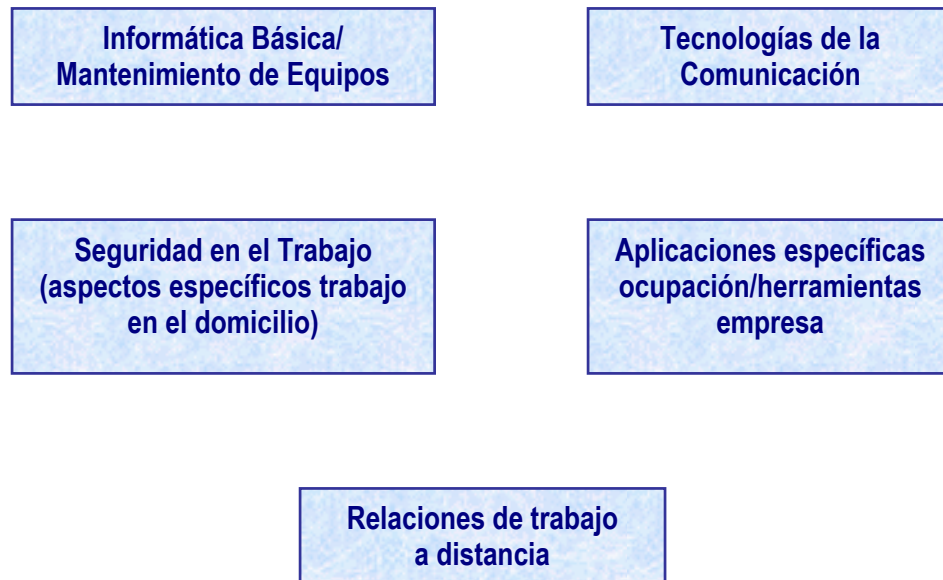 Informática Básica/
Mantenimiento de Equipos
Tecnologías de la
Comunicación
Seguridad en el Trabajo
(aspectos específicos trabajo
en el domicilio)
Aplicaciones específicas
ocupación/herramientas
empresa
Relaciones de trabajo
a distancia